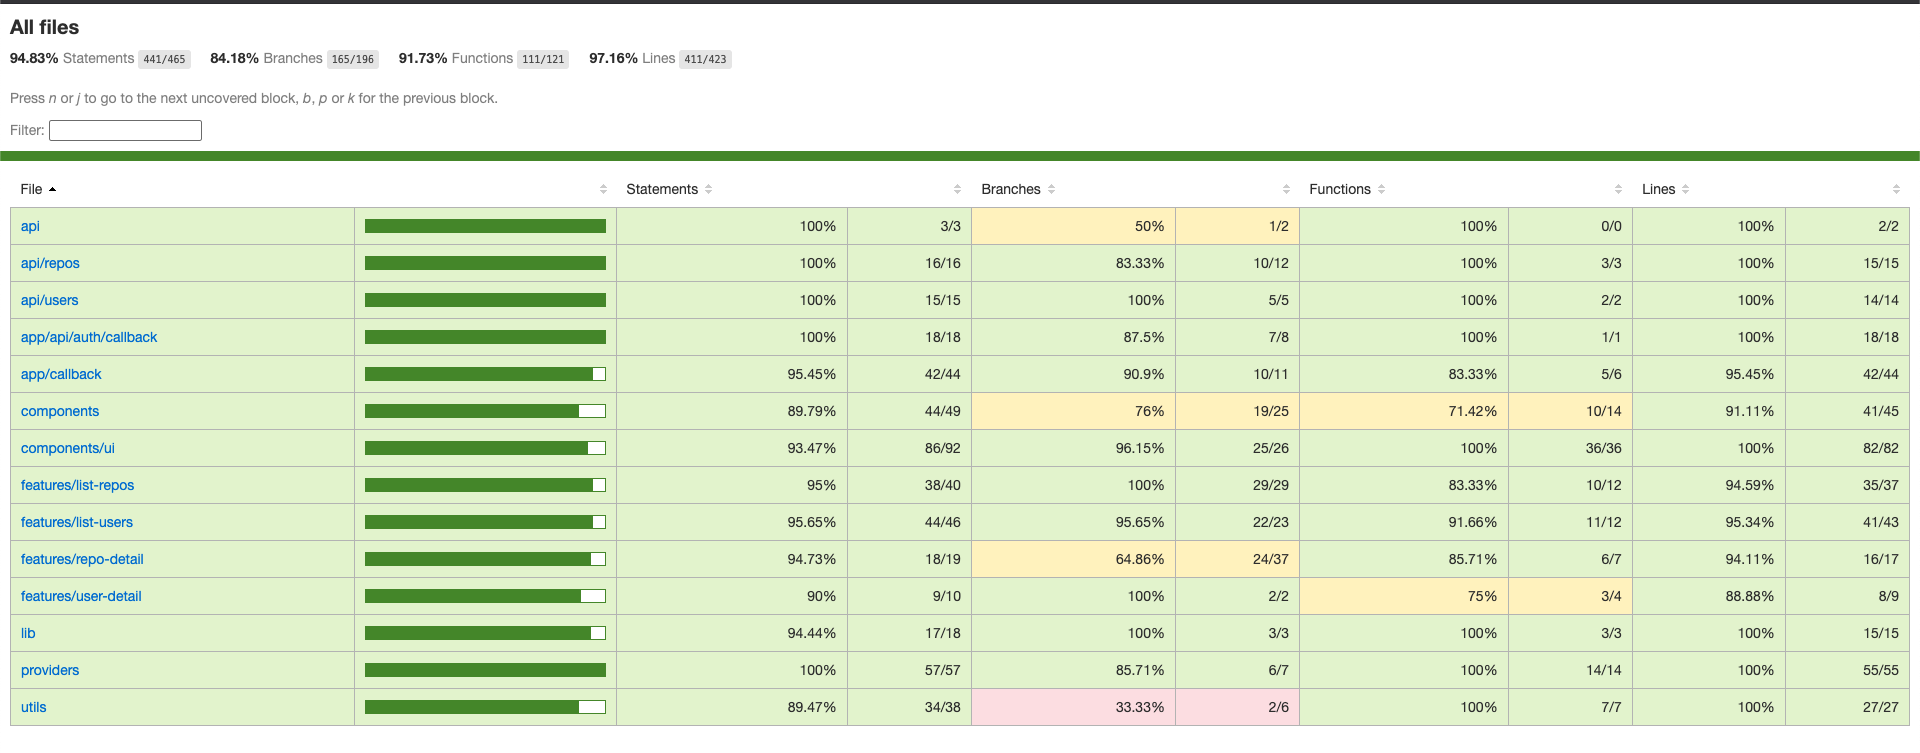 All files
94.83% Statements 441/465 84.18% Branches 165/196 91.73% Functions 111/121 97.16% Lines 411/423
Press n or j to go to the next uncovered block, b, p or k for the previous block.
Filter:
File Statements Branches Functions Lines
api 100% 3/3 50% 1/2 100% 0/0 100% 2/2
api/repos 100% 16/16 83.33% 10/12 100% 3/3 100% 15/15
api/users 100% 15/15 100% 5/5 100% 2/2 100% 14/14
app/api/auth/callback 100% 18/18 87.5% 7/8 100% 1/1 100% 18/18
app/callback 95.45% 42/44 90.9% 10/11 83.33% 5/6 95.45% 42/44
components 89.79% 44/49 76% 19/25 71.42% 10/14 91.11% 41/45
components/ui 93.47% 86/92 96.15% 25/26 100% 36/36 100% 82/82
features/list-repos 95% 38/40 100% 29/29 83.33% 10/12 94.59% 35/37
features/list-users 95.65% 44/46 95.65% 22/23 91.66% 11/12 95.34% 41/43
features/repo-detail 94.73% 18/19 64.86% 24/37 85.71% 6/7 94.11% 16/17
features/user-detail 90% 9/10 100% 2/2 75% 3/4 88.88% 8/9
lib 94.44% 17/18 100% 3/3 100% 3/3 100% 15/15
providers 100% 57/57 85.71% 6/7 100% 14/14 100% 55/55
utils 89.47% 34/38 33.33% 2/6 100% 7/7 100% 27/27